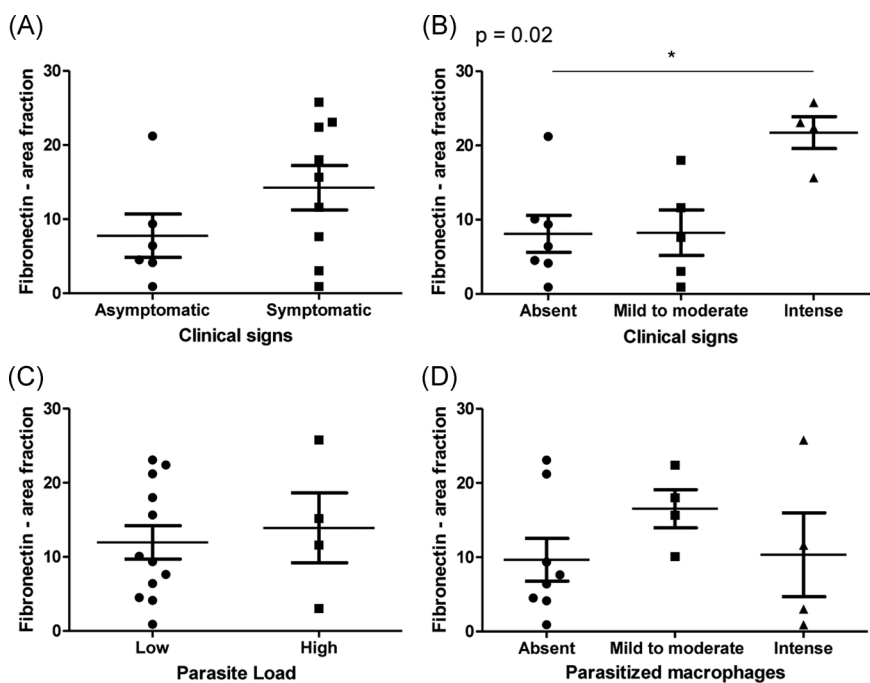 (A)
Fibronectin - area fraction
30
20
10
0
Asymptomatic Symptomatic
Clinical signs
(B)
p = 0.02
*
Fibronectin - area fraction
30
20
10
0
Absent Mild to moderate Intense
Clinical signs
(C)
Fibronectin - area fraction
30
20
10
0
Low High
Parasite Load
(D)
Fibronectin - area fraction
30
20
10
0
Absent Mild to moderate Intense
Parasitized macrophages